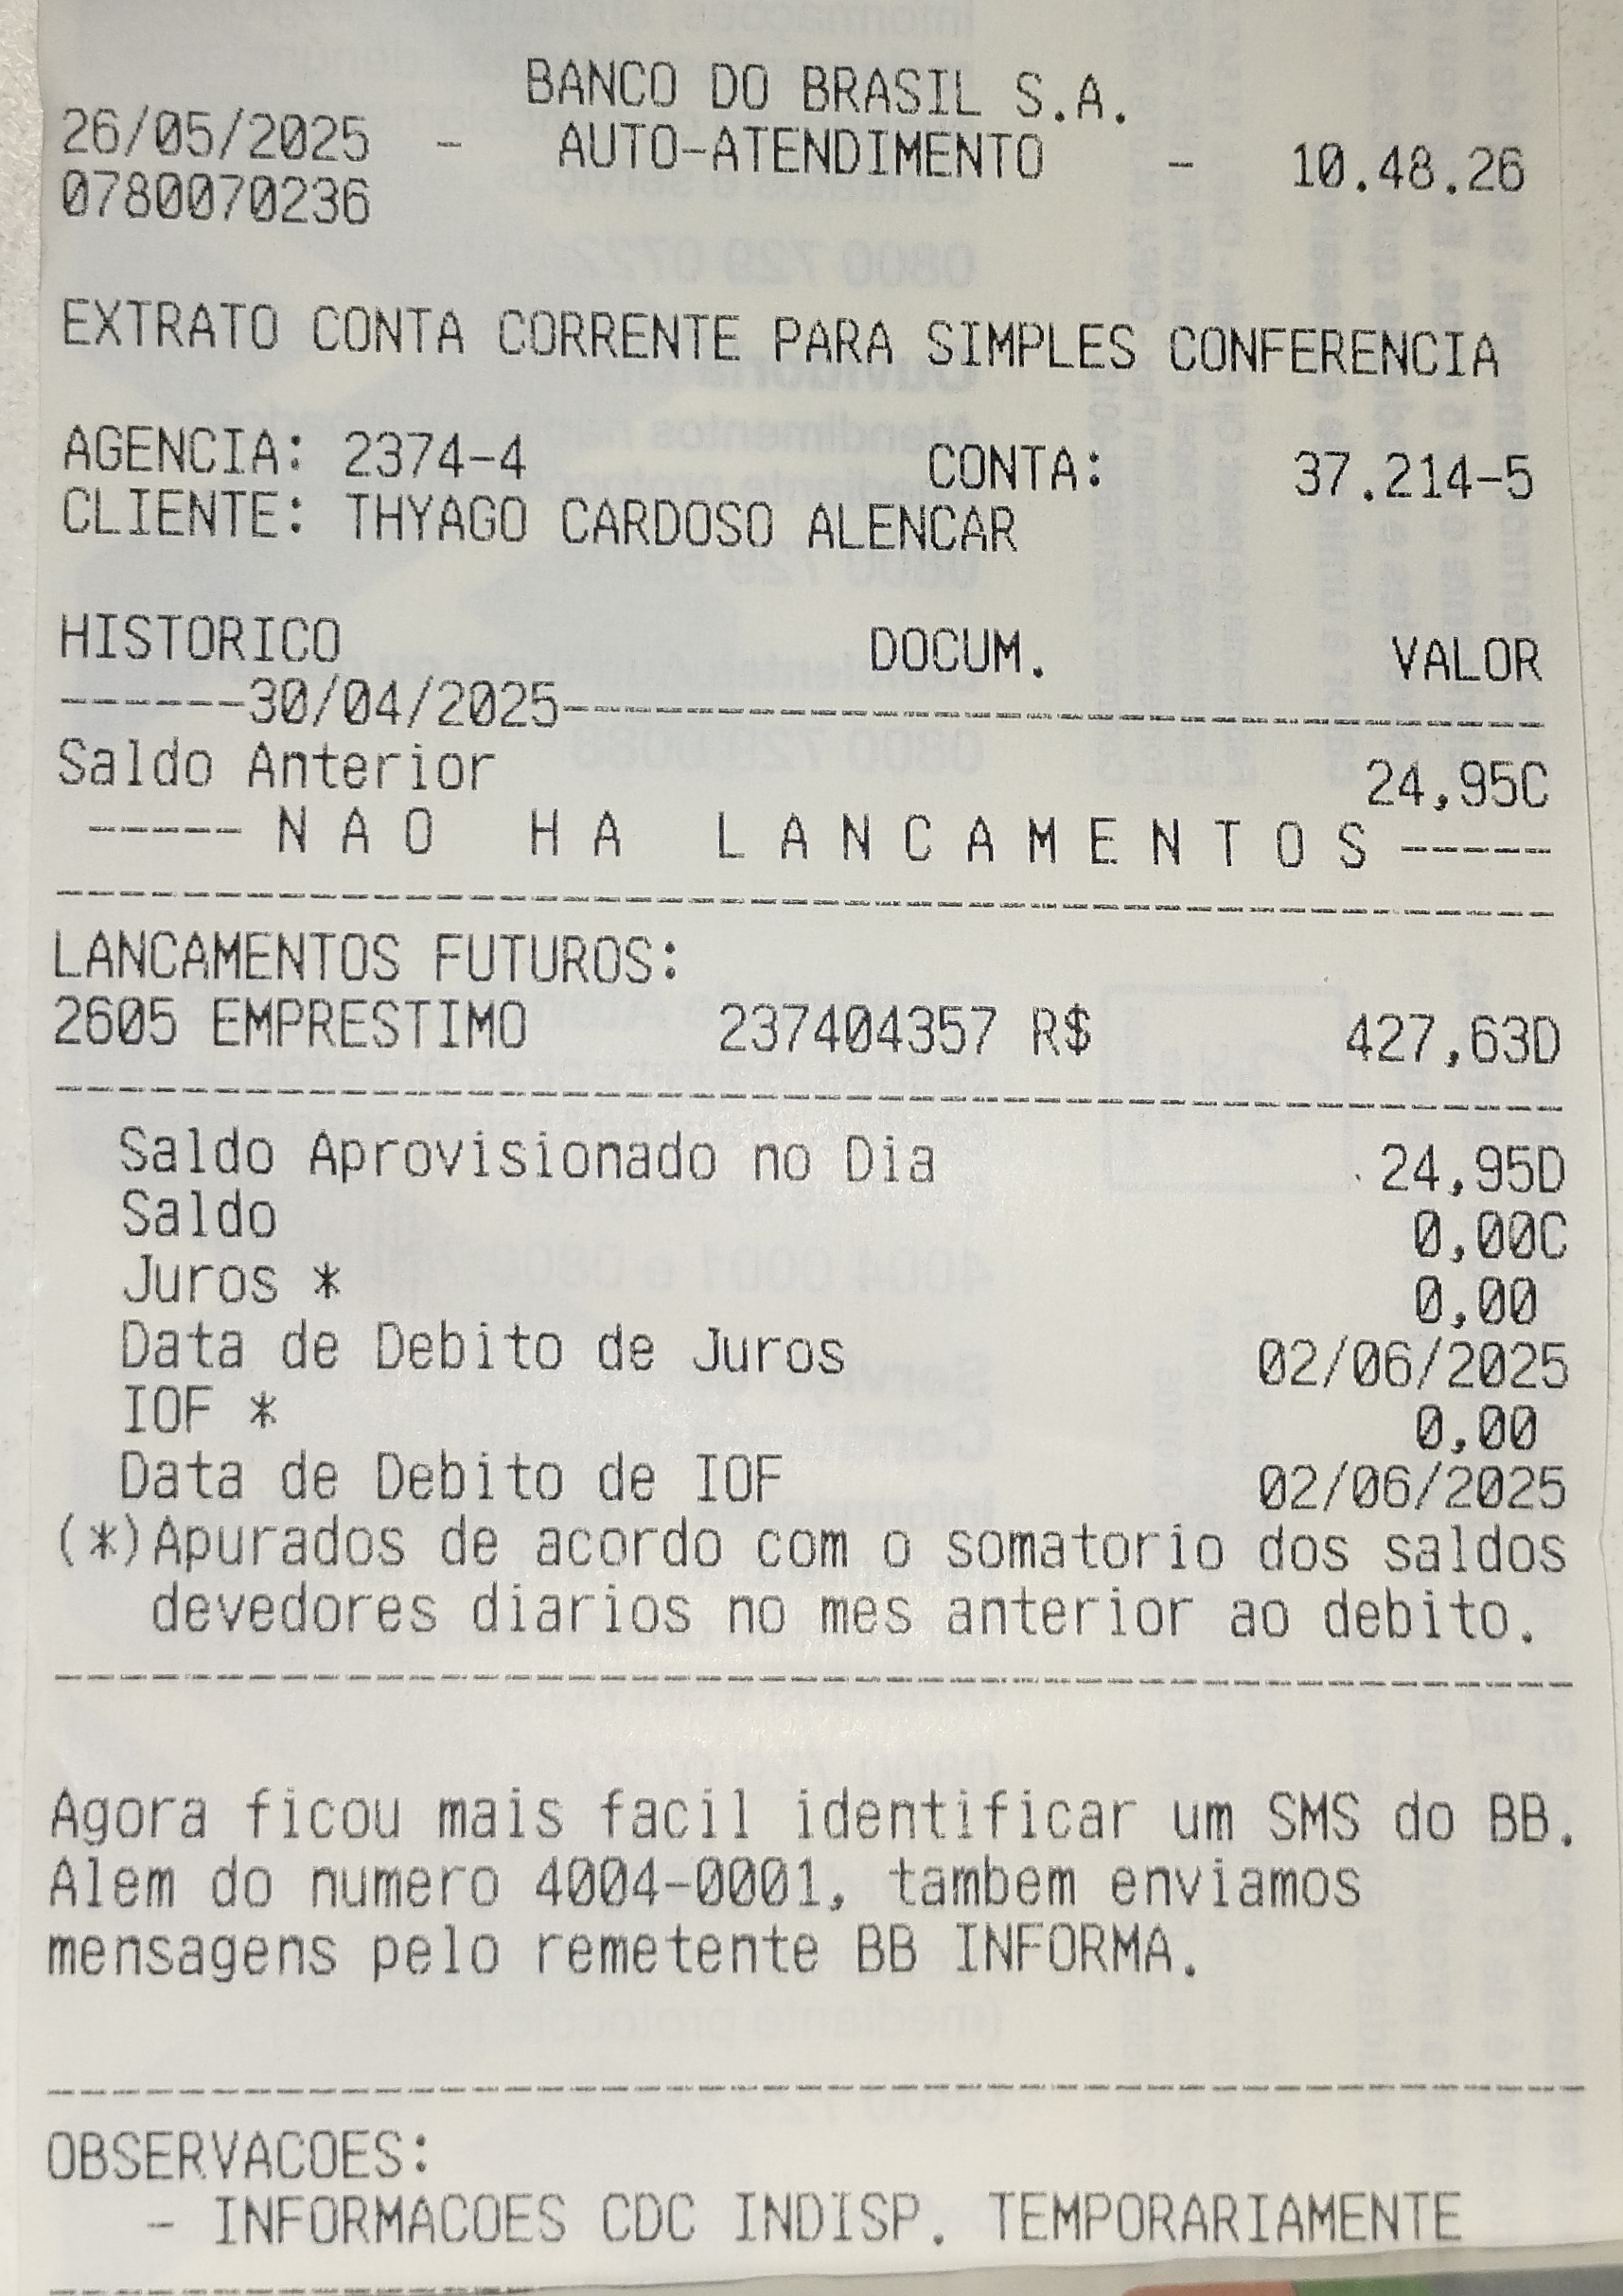 BANCO DO BRASIL S.A.
26/05/2025 - AUTO-ATENDIMENTO - 10.48.26
0780070236
EXTRATO CONTA CORRENTE PARA SIMPLES CONFERENCIA
AGENCIA: 2374-4 CONTA: 37.214-5
CLIENTE: THYAGO CARDOSO ALENCAR
HISTORICO DOCUM. VALOR
------30/04/2025--------------------------------
Saldo Anterior 24,95C
----- N A O H A L A N C A M E N T O S -----
LANCAMENTOS FUTUROS:
2605 EMPRESTIMO 237404357 R$ 427,63D
Saldo Aprovisionado no Dia 24,95D
Saldo 0,00C
Juros * 0,00
Data de Debito de Juros 02/06/2025
IOF * 0,00
Data de Debito de IOF 02/06/2025
(*)Apurados de acordo com o somatorio dos saldos
devedores diarios no mes anterior ao debito.
Agora ficou mais facil identificar um SMS do BB.
Alem do numero 4004-0001, tambem enviamos
mensagens pelo remetente BB INFORMA.
OBSERVACOES:
- INFORMACOES CDC INDISP. TEMPORARIAMENTE